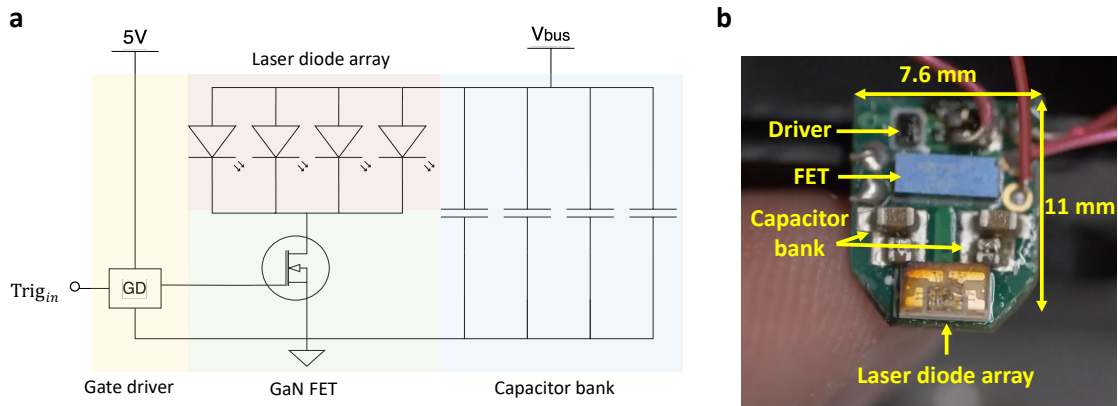 a
5V
Vbus
Laser diode array
Trigin
GD
Gate driver
GaN FET
Capacitor bank
b
7.6 mm
Driver
FET
11 mm
Capacitor
bank
Laser diode array